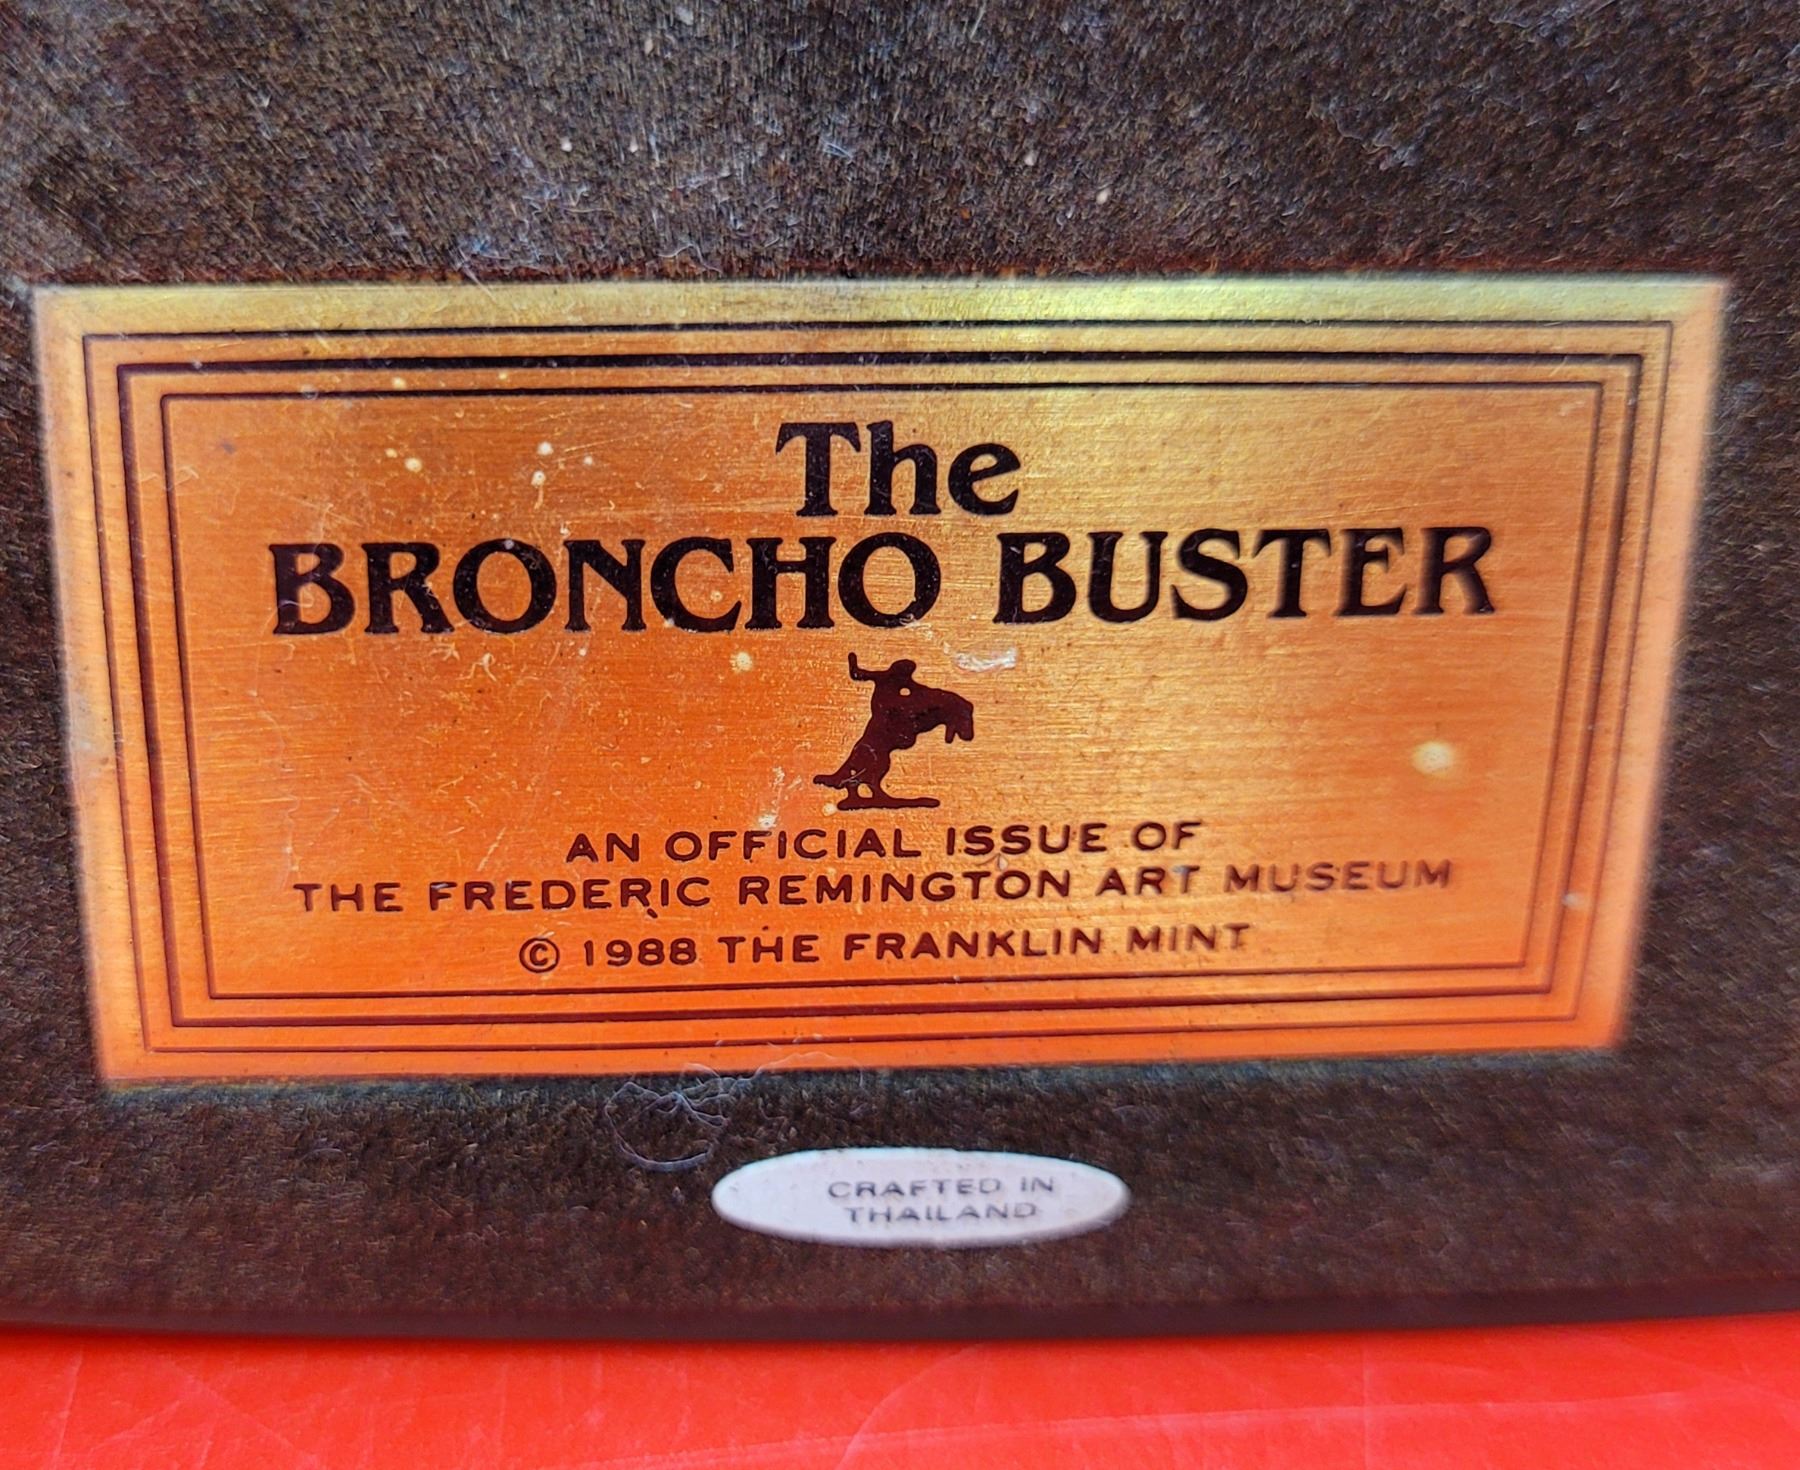 The
BRONCHO BUSTER
AN OFFICIAL ISSUE OF
THE FREDERIC REMINGTON ART MUSEUM
© 1988 THE FRANKLIN MINT
CRAFTED IN
THAILAND